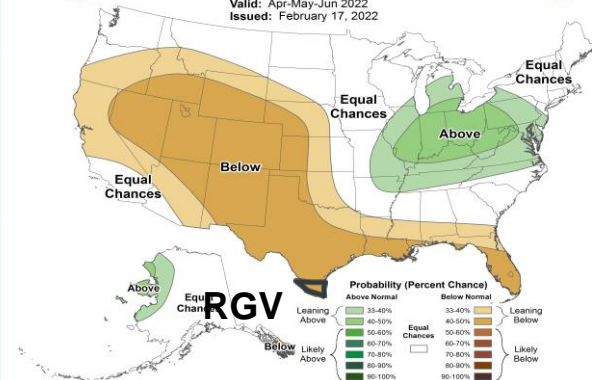 Valid: Apr-May-Jun 2022
Issued: February 17, 2022
Equal
Chances
Equal
Chances
Above
Below
Equal
Chances
Above
Equal
Chances
RGV
Below
Probability (Percent Chance)
Above Normal
Below Normal
Leaning
Above
33-40%
40-50%
50-60%
60-70%
70-80%
80-90%
90-100%
Likely
Above
Equal
Chances
33-40%
40-50%
50-60%
60-70%
70-80%
80-90%
90-100%
Leaning
Below
Likely
Below